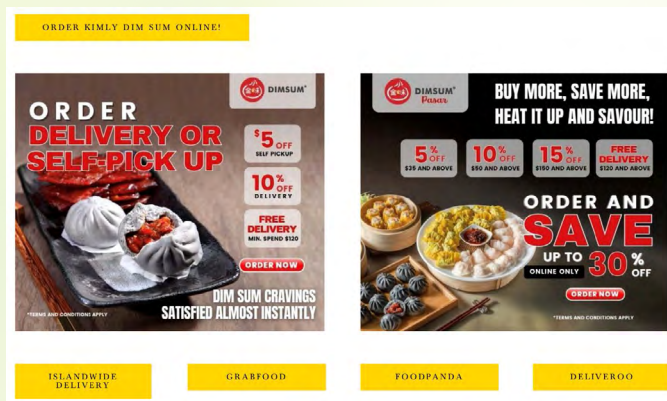 ORDER KIMLY DIM SUM ONLINE!
DIMSUM
ORDER
DELIVERY OR
SELF-PICK UP
$5 OFF
SELF PICKUP
10% OFF
DELIVERY
FREE
DELIVERY
MIN. SPEND $120
ORDER NOW
DIM SUM CRAVINGS
SATISFIED ALMOST INSTANTLY
*TERMS AND CONDITIONS APPLY
DIMSUM
Pasar
BUY MORE, SAVE MORE,
HEAT IT UP AND SAVOUR!
5% OFF
$35 AND ABOVE
10% OFF
$50 AND ABOVE
15% OFF
$150 AND ABOVE
FREE
DELIVERY
$120 AND ABOVE
ORDER AND
SAVE
UP TO
ONLINE ONLY
30% OFF
ORDER NOW
*TERMS AND CONDITIONS APPLY
ISLANDWIDE
DELIVERY
GRABFOOD
FOODPANDA
DELIVEROO